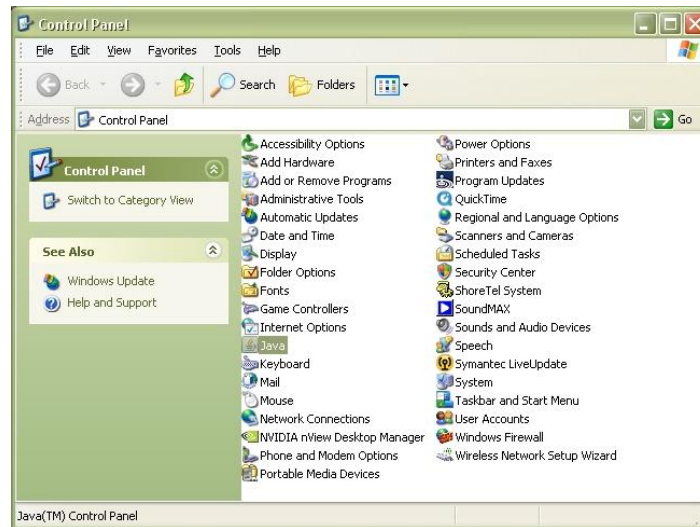 Control Panel
File Edit View Favorites Tools Help
Back Search Folders
Address Control Panel Go
Control Panel
Switch to Category View
See Also
Windows Update
Help and Support
Accessibility Options
Add Hardware
Add or Remove Programs
Administrative Tools
Automatic Updates
Date and Time
Display
Folder Options
Fonts
Game Controllers
Internet Options
Java
Keyboard
Mail
Mouse
Network Connections
NVIDIA nView Desktop Manager
Phone and Modem Options
Portable Media Devices
Power Options
Printers and Faxes
Program Updates
QuickTime
Regional and Language Options
Scanners and Cameras
Scheduled Tasks
Security Center
ShoreTel System
SoundMAX
Sounds and Audio Devices
Speech
Symantec LiveUpdate
System
Taskbar and Start Menu
User Accounts
Windows Firewall
Wireless Network Setup Wizard
Java(TM) Control Panel